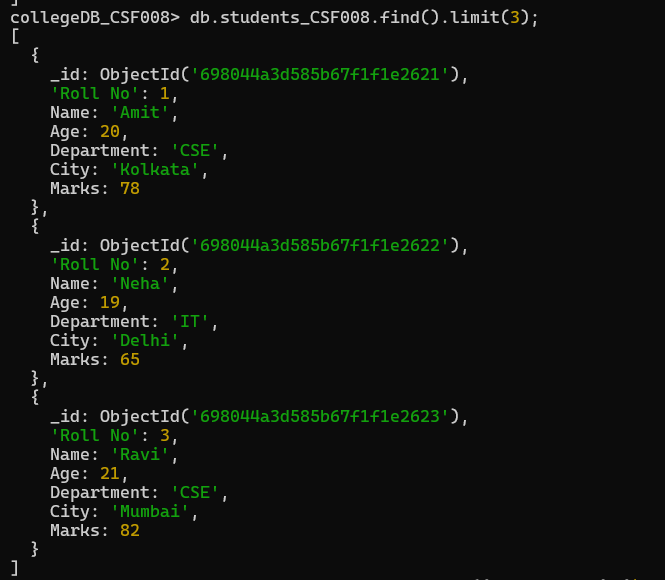 ]
collegeDB_CSF008> db.students_CSF008.find().limit(3);
[
  {
    _id: ObjectId('698044a3d585b67f1f1e2621'),
    'Roll No': 1,
    Name: 'Amit',
    Age: 20,
    Department: 'CSE',
    City: 'Kolkata',
    Marks: 78
  },
  {
    _id: ObjectId('698044a3d585b67f1f1e2622'),
    'Roll No': 2,
    Name: 'Neha',
    Age: 19,
    Department: 'IT',
    City: 'Delhi',
    Marks: 65
  },
  {
    _id: ObjectId('698044a3d585b67f1f1e2623'),
    'Roll No': 3,
    Name: 'Ravi',
    Age: 21,
    Department: 'CSE',
    City: 'Mumbai',
    Marks: 82
  }
]